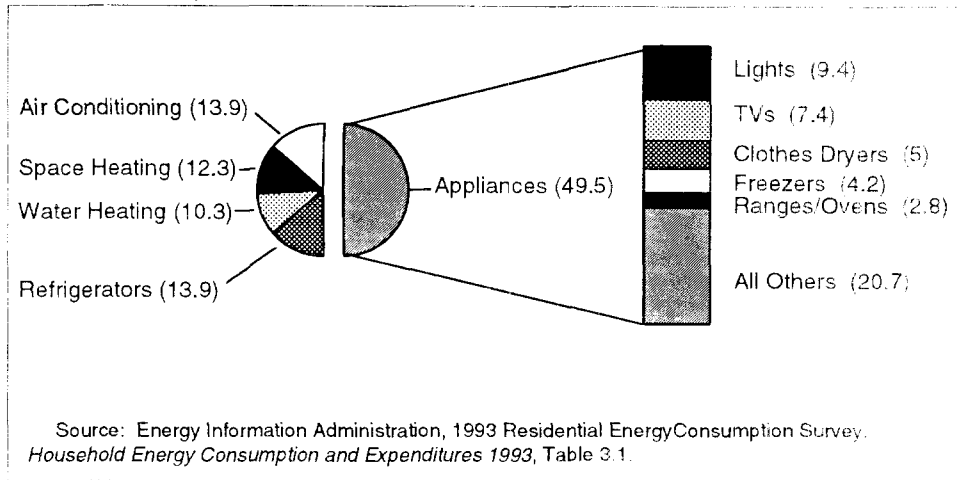 Air Conditioning (13.9)
Space Heating (12.3)
Water Heating (10.3)
Refrigerators (13.9)
Appliances (49.5)
Lights (9.4)
TVs (7.4)
Clothes Dryers (5)
Freezers (4.2)
Ranges/Ovens (2.8)
All Others (20.7)
Source: Energy Information Administration, 1993 Residential EnergyConsumption Survey.
Household Energy Consumption and Expenditures 1993, Table 3.1.